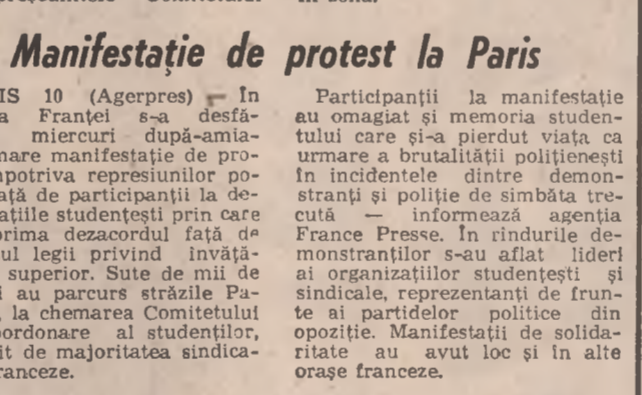 Manifestaţie de protest la Paris
IS 10 (Agerpres) — În
a Franţei s-a desfă-
miercuri după-amia-
mare manifestaţie de pro-
potriva represiunilor po-
aţă de participanţii la de-
aţiile studenţeşti prin care
prima dezacordul faţă de
ul legii privind învăţă-
superior. Sute de mii de
i au parcurs străzile Pa-
, la chemarea Comitetului
ordonare al studenţilor,
it de majoritatea sindica-
ranceze.
Participanţii la manifestaţie
au omagiat şi memoria studen-
tului care şi-a pierdut viaţa ca
urmare a brutalităţii poliţieneşti
în incidentele dintre demon-
stranţi şi poliţie de sîmbăta tre-
cută — informează agenţia
France Presse. În rîndurile de-
monstranţilor s-au aflat lideri
ai organizaţiilor studenţeşti şi
sindicale, reprezentanţi de frun-
te ai partidelor politice din
opoziţie. Manifestaţii de solida-
ritate au avut loc şi în alte
oraşe franceze.